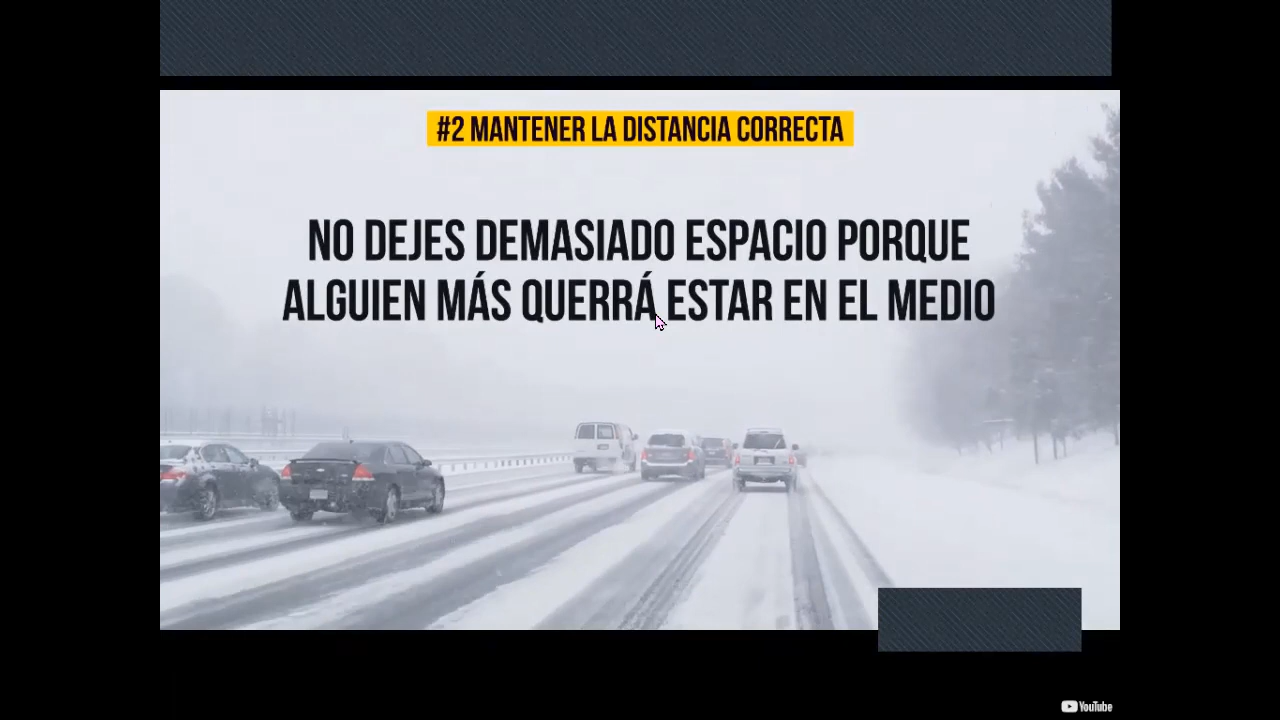 #2 MANTENER LA DISTANCIA CORRECTA
NO DEJES DEMASIADO ESPACIO PORQUE
ALGUIEN MÁS QUERRÁ ESTAR EN EL MEDIO
YouTube